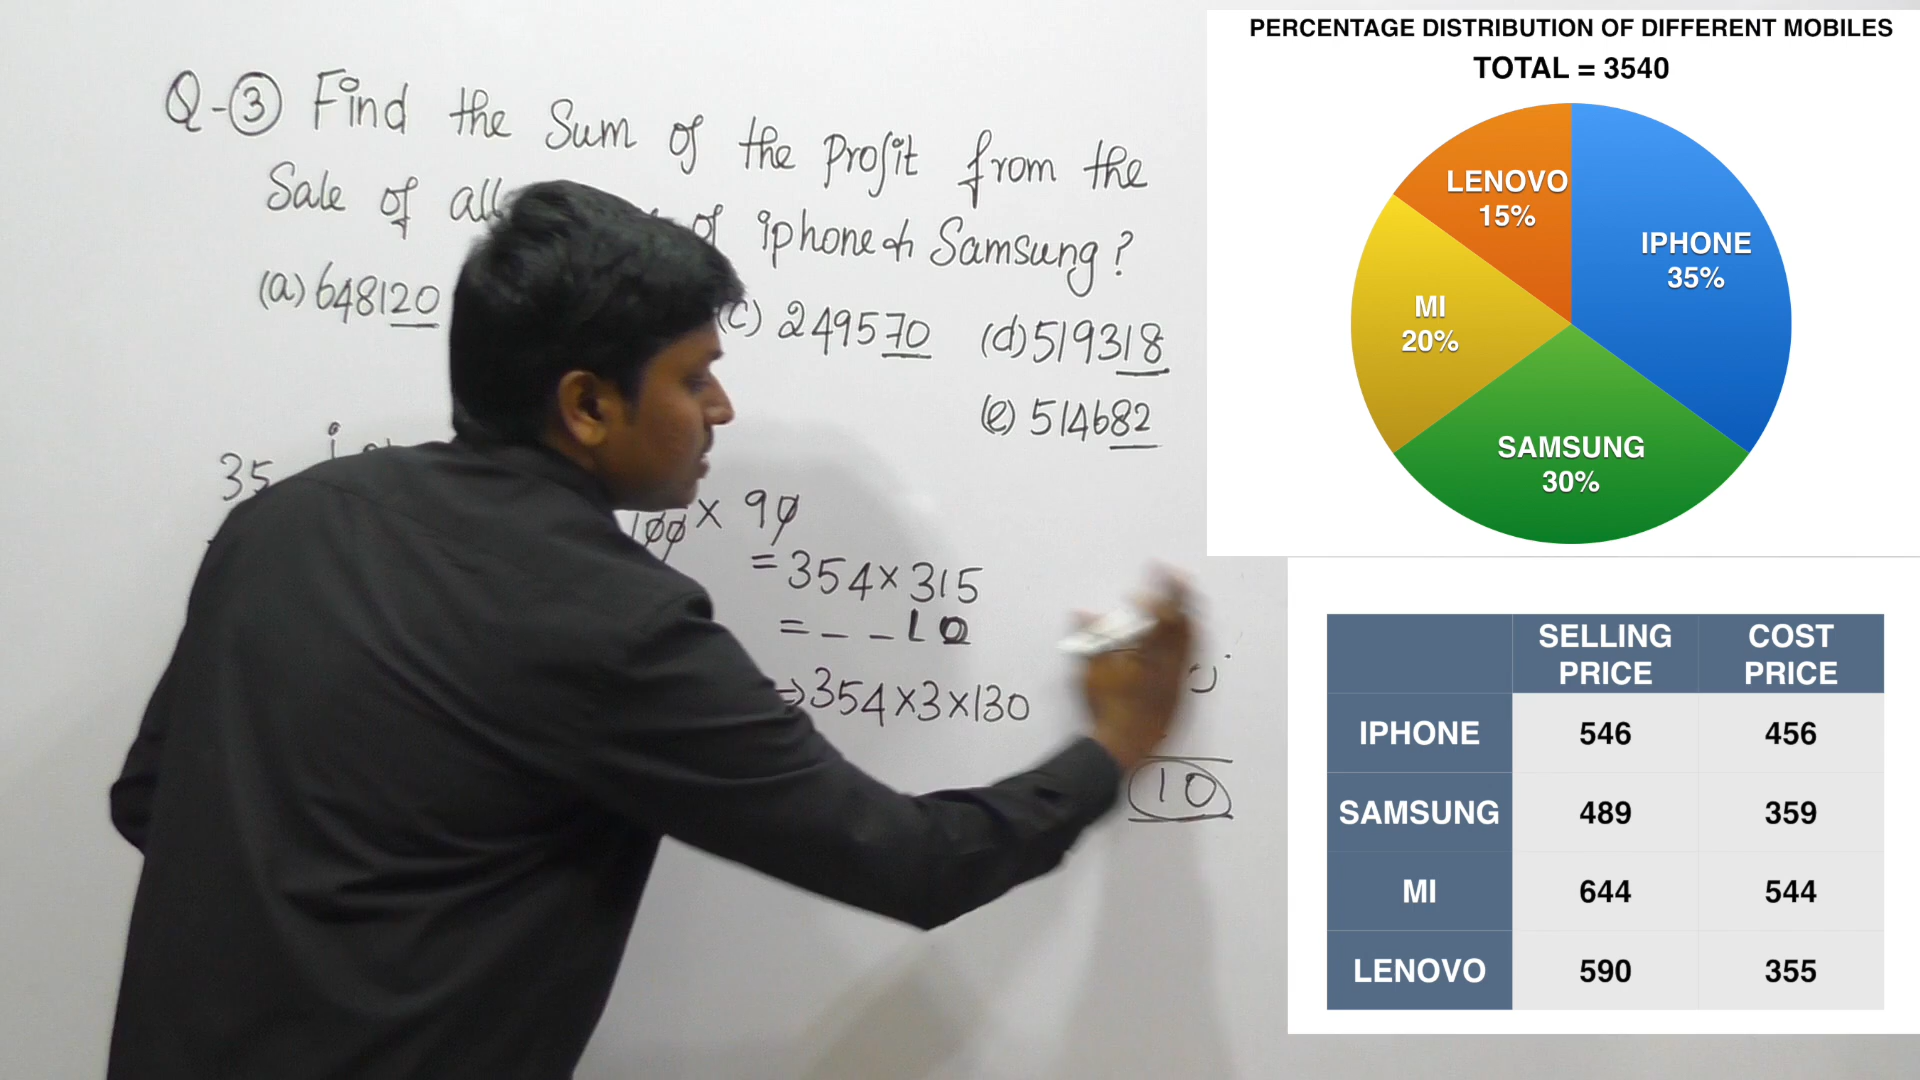 Q-③ Find the Sum of the Profit from the
Sale of all of iphone & Samsung?
(a) 648120 (c) 249570 (d) 519318
(e) 514682
35
100 × 90
= 354×315
= _ _ 10
⇒ 354×3×130
10
PERCENTAGE DISTRIBUTION OF DIFFERENT MOBILES
TOTAL = 3540
LENOVO
15%
IPHONE
35%
MI
20%
SAMSUNG
30%
SELLING PRICE COST PRICE
IPHONE 546 456
SAMSUNG 489 359
MI 644 544
LENOVO 590 355